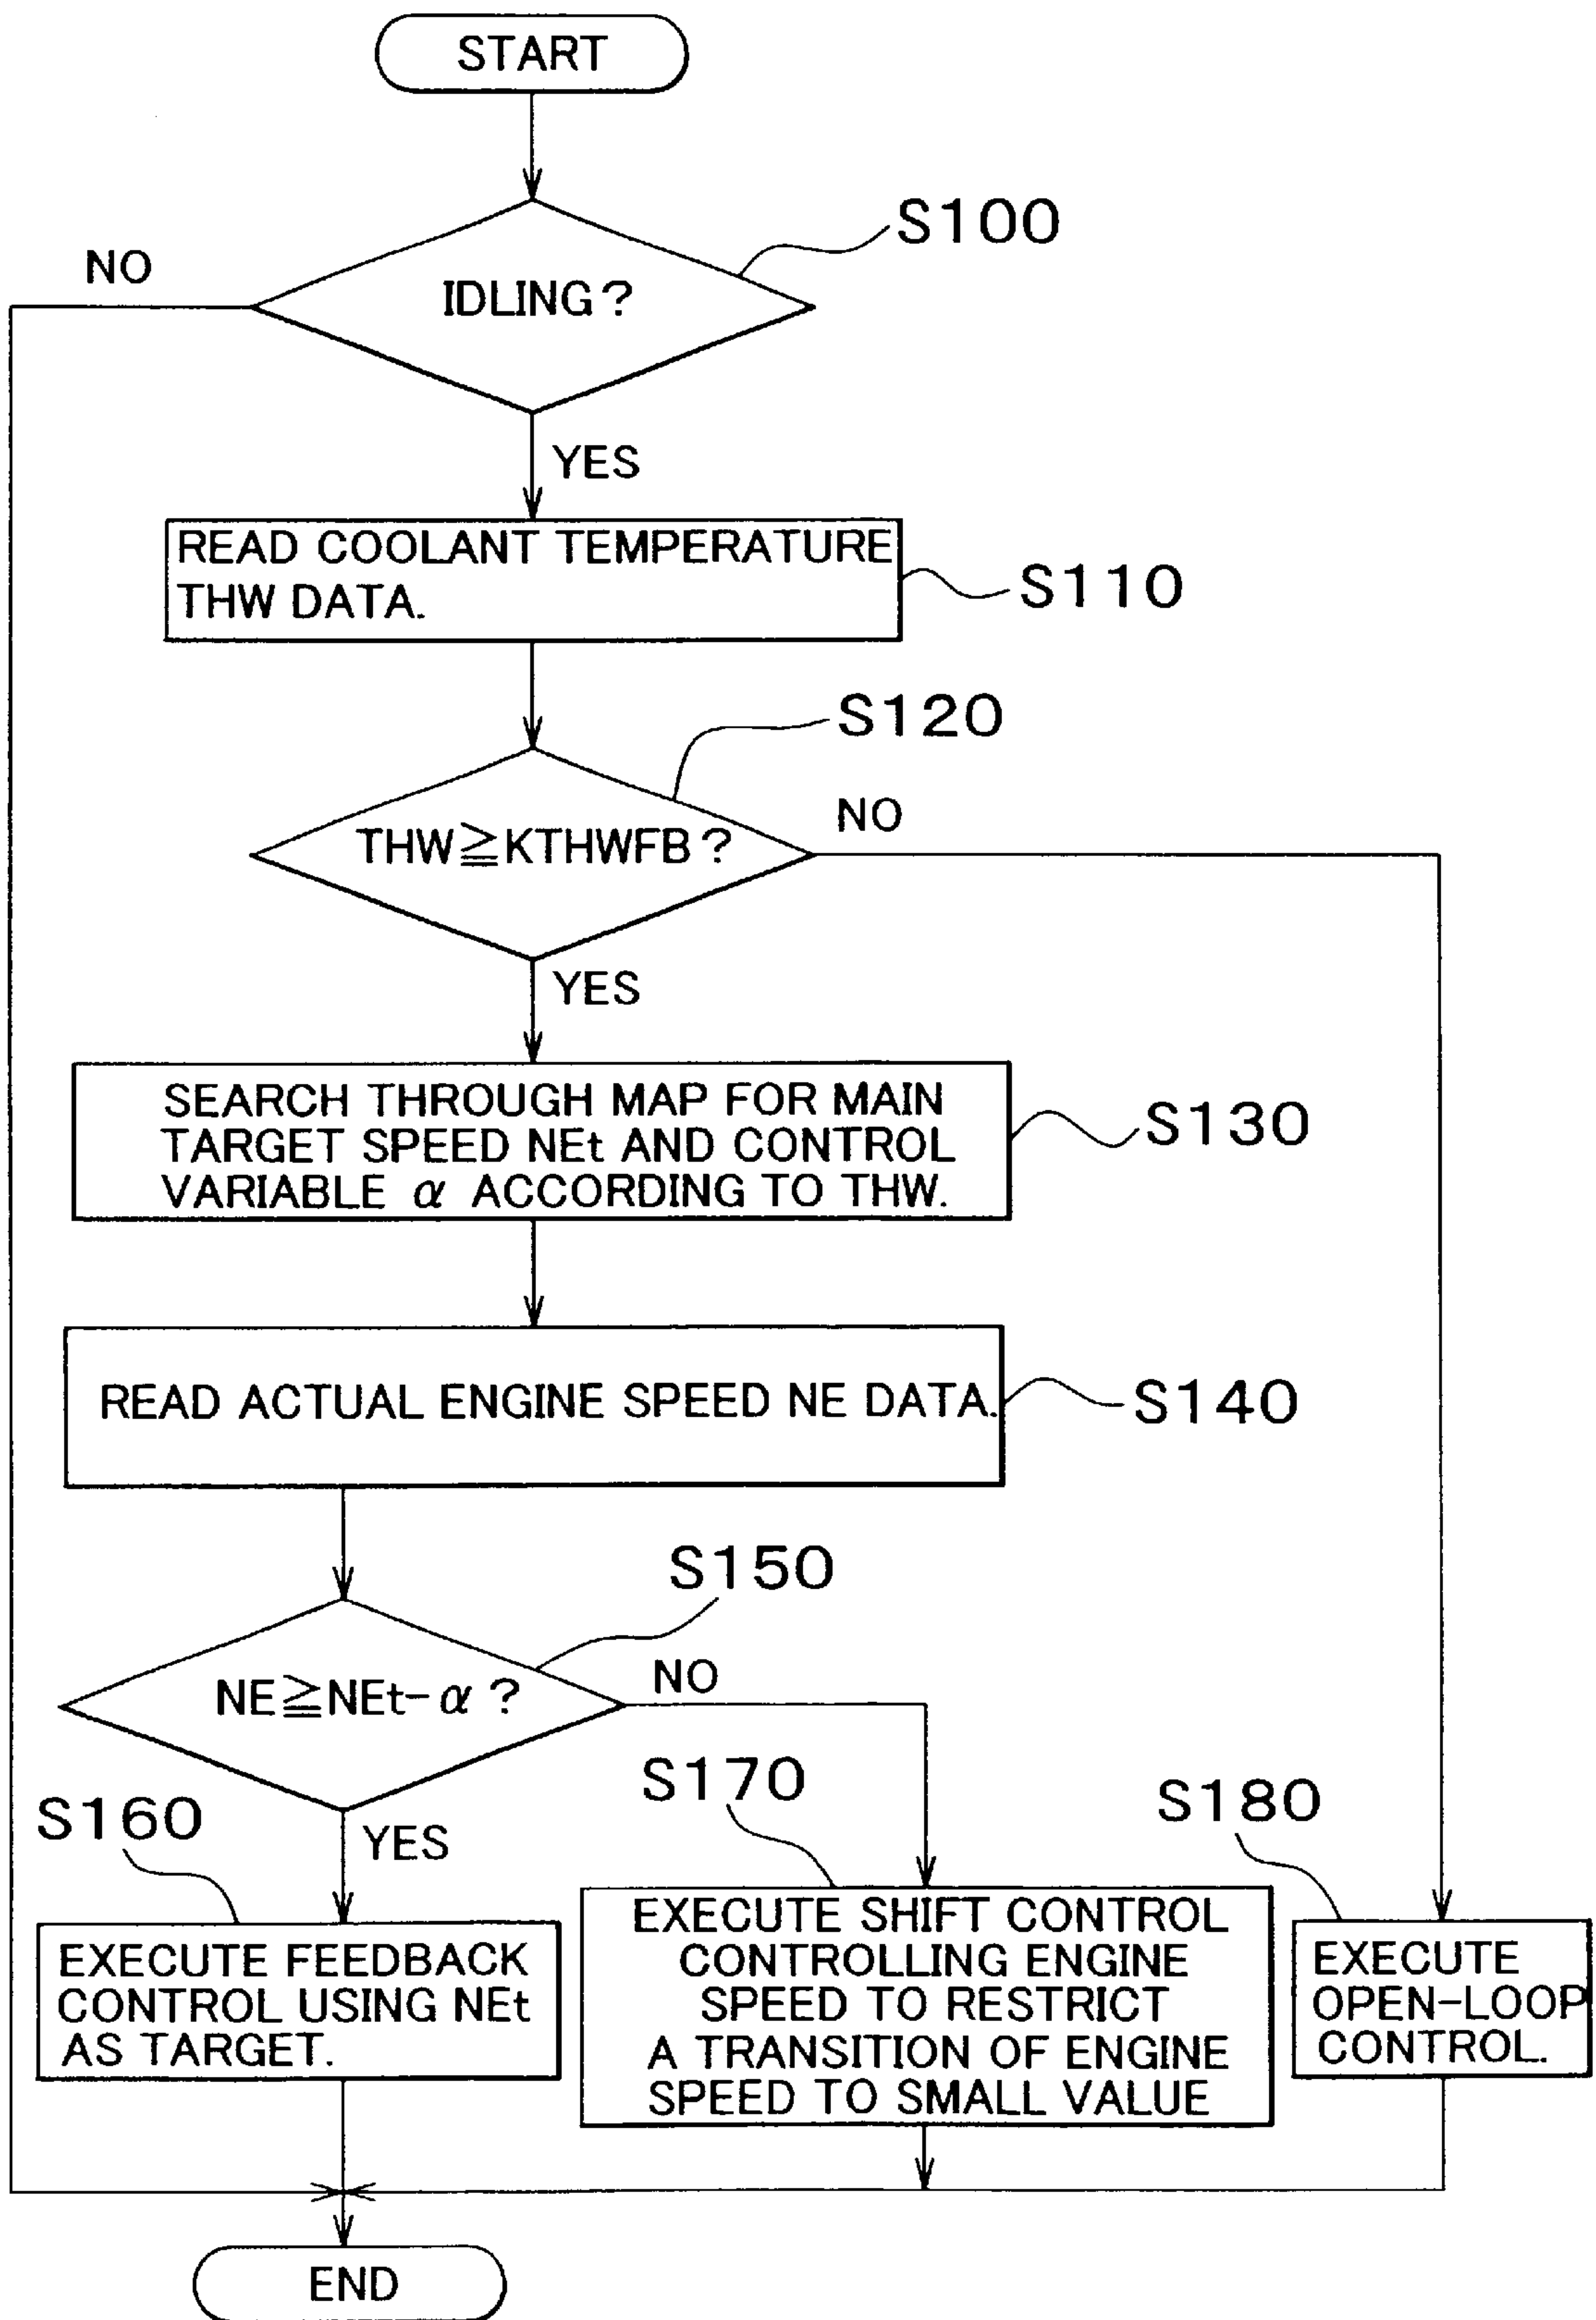 START
S100
NO
IDLING?
YES
READ COOLANT TEMPERATURE
THW DATA.
S110
S120
NO
THW≧KTHWFB?
YES
SEARCH THROUGH MAP FOR MAIN
TARGET SPEED NEt AND CONTROL
VARIABLE α ACCORDING TO THW.
S130
READ ACTUAL ENGINE SPEED NE DATA.
S140
S150
NO
NE≧NEt-α?
S170
S180
S160
YES
EXECUTE FEEDBACK
CONTROL USING NEt
AS TARGET.
EXECUTE SHIFT CONTROL
CONTROLLING ENGINE
SPEED TO RESTRICT
A TRANSITION OF ENGINE
SPEED TO SMALL VALUE
EXECUTE
OPEN-LOOP
CONTROL.
END